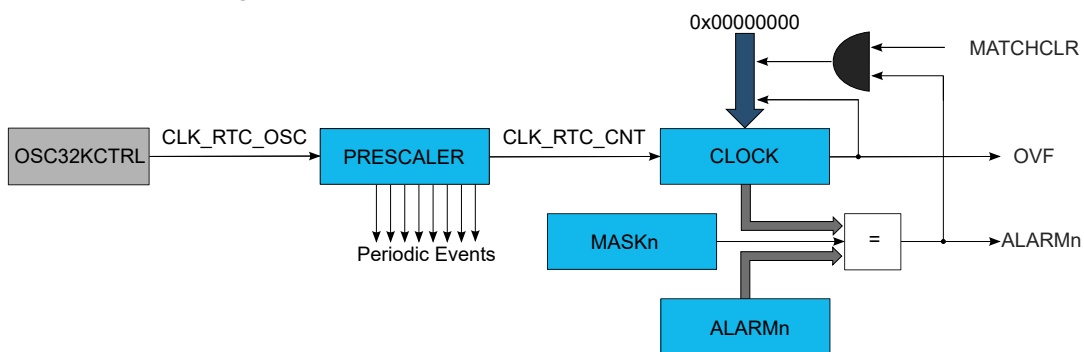 0x00000000
MATCHCLR
OSC32KCTRL
CLK_RTC_OSC
PRESCALER
CLK_RTC_CNT
CLOCK
OVF
Periodic Events
MASKn
=
ALARMn
ALARMn